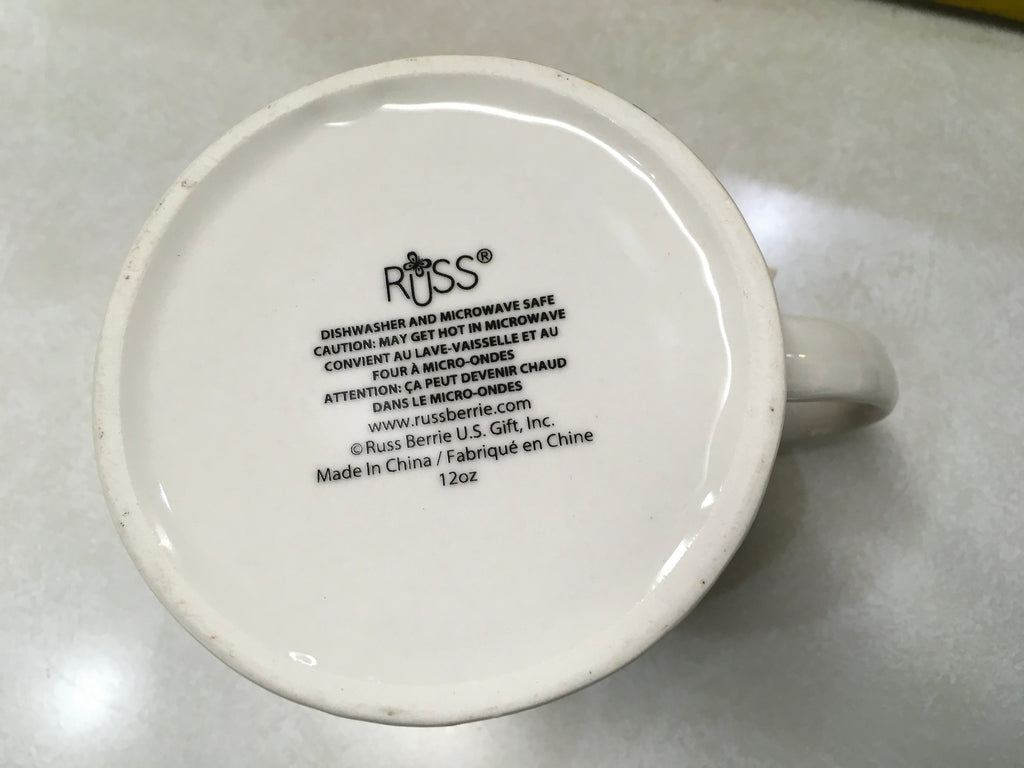 RUSS®
DISHWASHER AND MICROWAVE SAFE
CAUTION: MAY GET HOT IN MICROWAVE
CONVIENT AU LAVE-VAISSELLE ET AU
FOUR À MICRO-ONDES
ATTENTION: ÇA PEUT DEVENIR CHAUD
DANS LE MICRO-ONDES
www.russberrie.com
© Russ Berrie U.S. Gift, Inc.
Made In China / Fabriqué en Chine
12oz